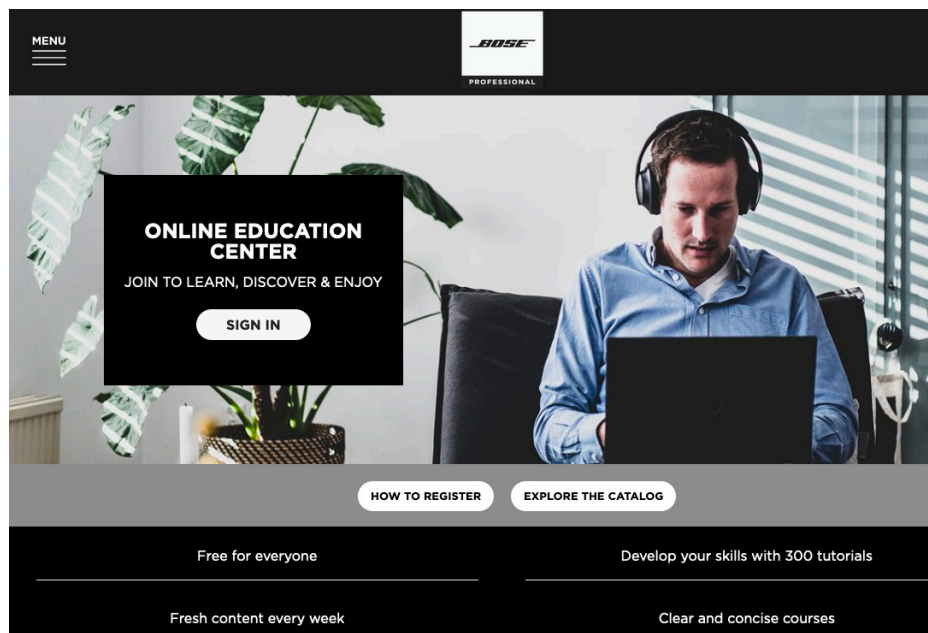 MENU
BOSE
PROFESSIONAL
ONLINE EDUCATION
CENTER
JOIN TO LEARN, DISCOVER & ENJOY
SIGN IN
HOW TO REGISTER
EXPLORE THE CATALOG
Free for everyone
Develop your skills with 300 tutorials
Fresh content every week
Clear and concise courses